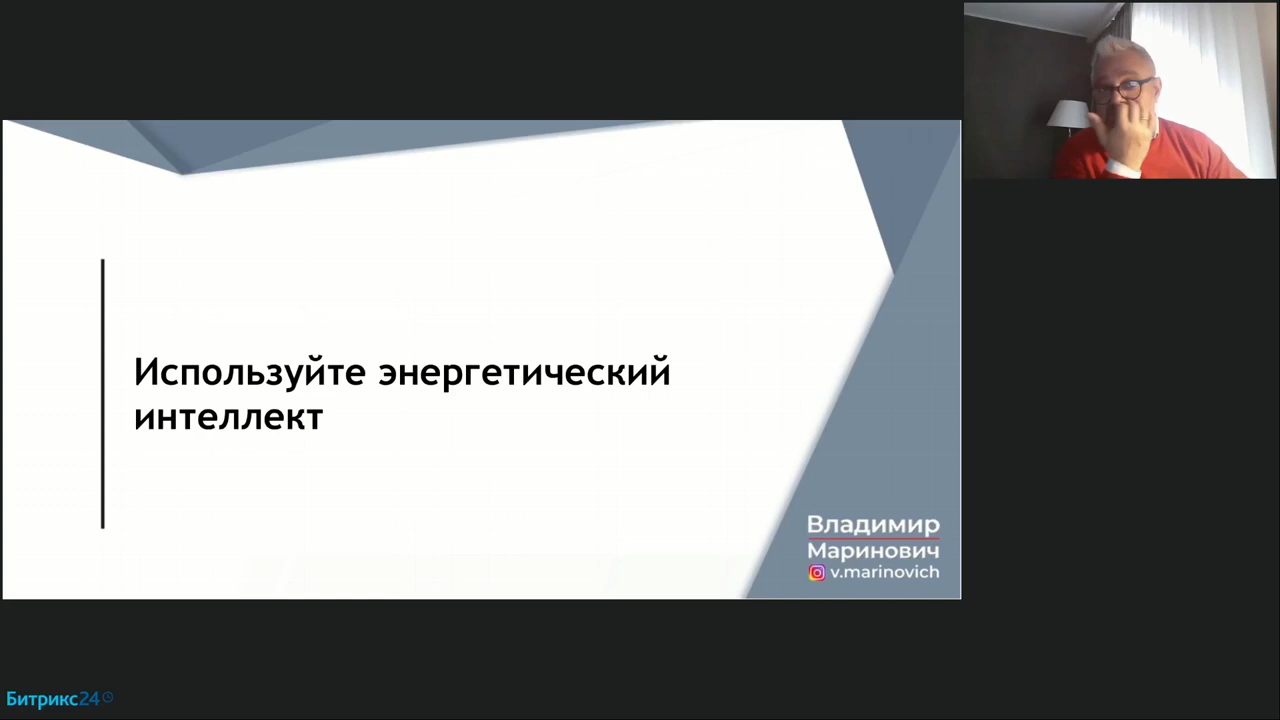 Используйте энергетический
интеллект
Владимир
Маринович
v.marinovich
Битрикс24